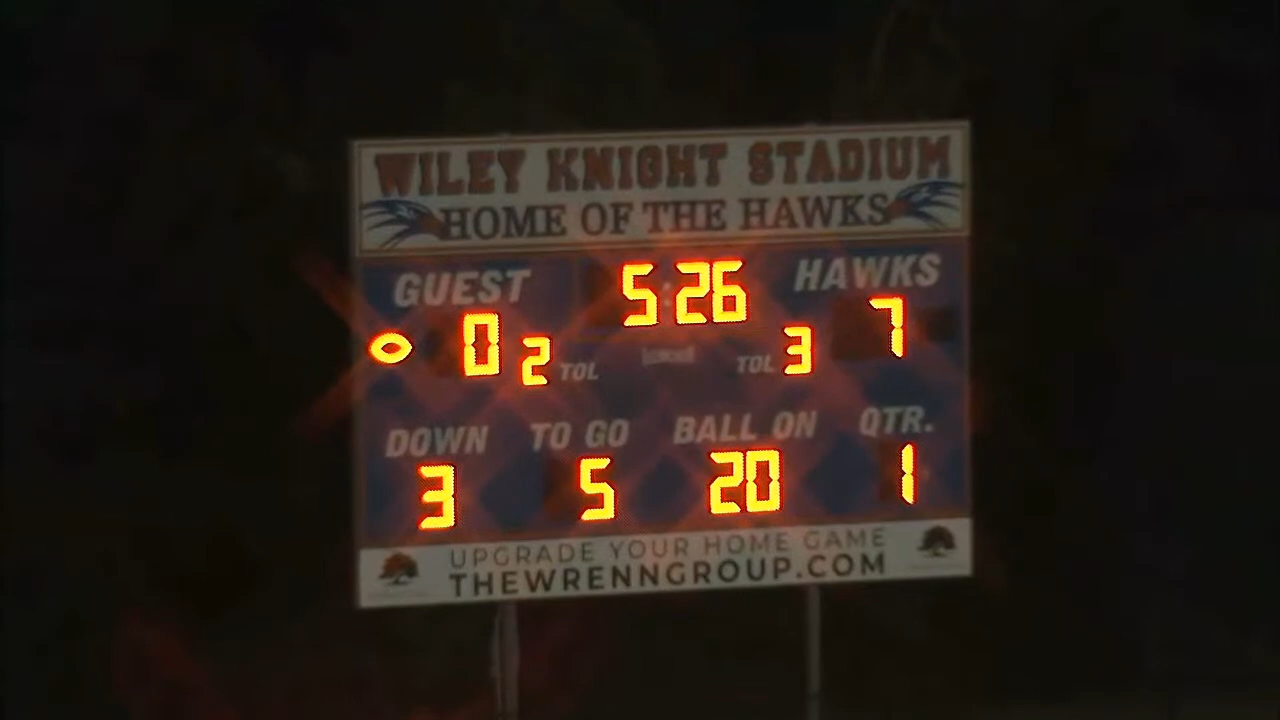 WILEY KNIGHT STADIUM
HOME OF THE HAWKS
GUEST 5:26 HAWKS
0 2 TOL TOL 3 7
DOWN TO GO BALL ON QTR.
3 5 20 1
UPGRADE YOUR HOME GAME
THEWRENNGROUP.COM